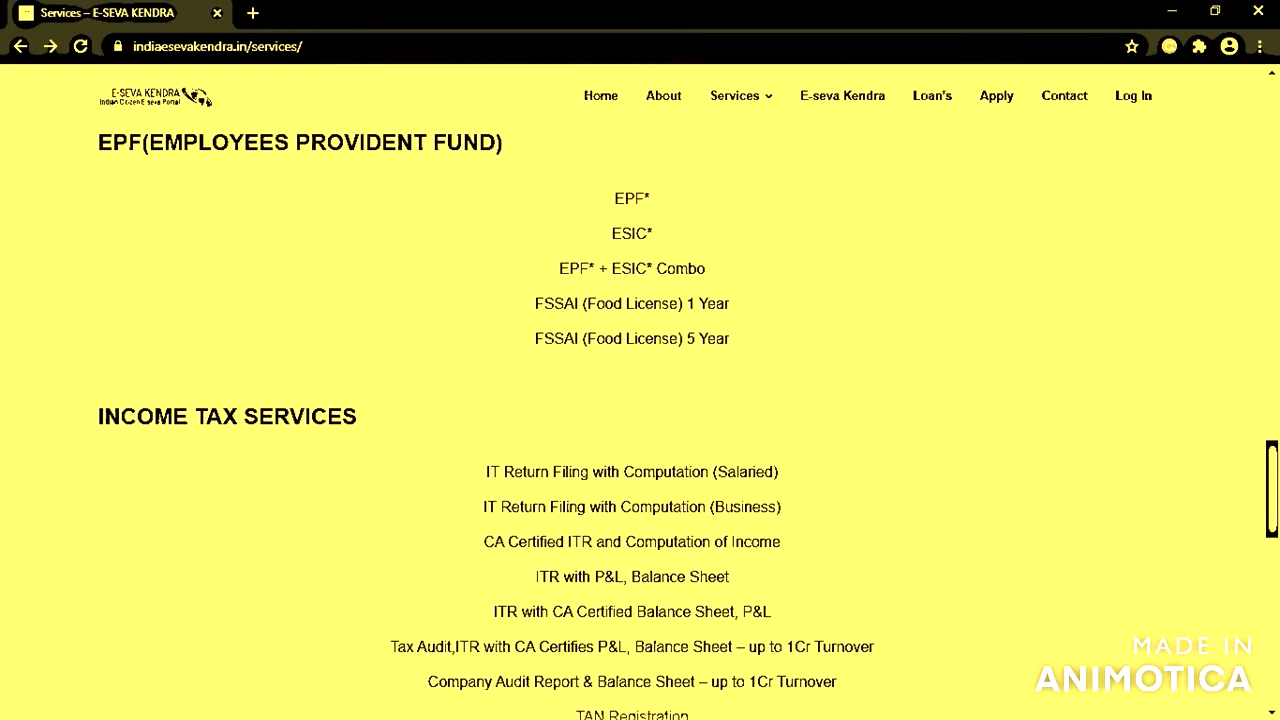 Services – E-SEVA KENDRA
indiaesevakendra.in/services/
E-SEVA KENDRA
Indian Citizen E seva Portal
Home About Services E-seva Kendra Loan's Apply Contact Log In
EPF(EMPLOYEES PROVIDENT FUND)
EPF*
ESIC*
EPF* + ESIC* Combo
FSSAI (Food License) 1 Year
FSSAI (Food License) 5 Year
INCOME TAX SERVICES
IT Return Filing with Computation (Salaried)
IT Return Filing with Computation (Business)
CA Certified ITR and Computation of Income
ITR with P&L, Balance Sheet
ITR with CA Certified Balance Sheet, P&L
Tax Audit,ITR with CA Certifies P&L, Balance Sheet – up to 1Cr Turnover
Company Audit Report & Balance Sheet – up to 1Cr Turnover
TAN Registration
MADE IN
ANIMOTICA